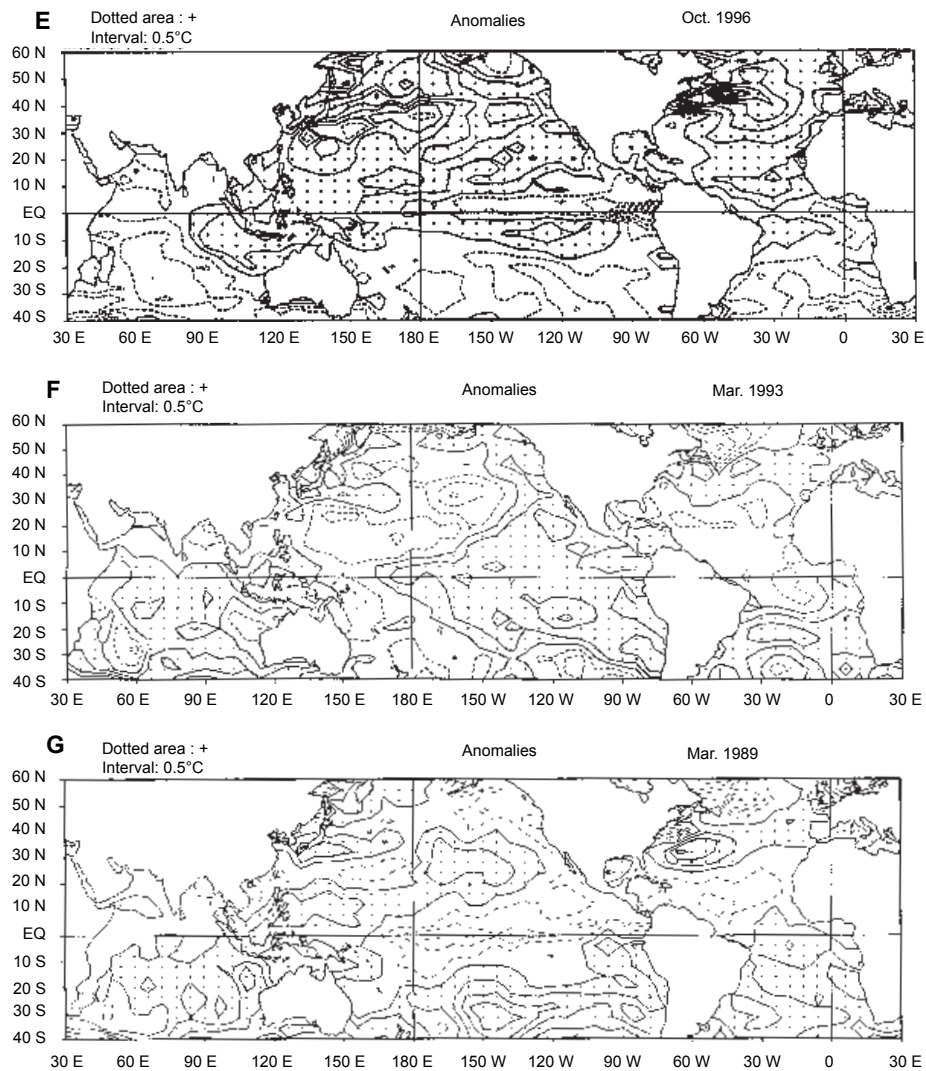 E
Dotted area : +
Interval: 0.5°C
Anomalies
Oct. 1996
60 N
50 N
40 N
30 N
20 N
10 N
EQ
10 S
20 S
30 S
40 S
30 E 60 E 90 E 120 E 150 E 180 E 150 W 120 W 90 W 60 W 30 W 0 30 E
F
Dotted area : +
Interval: 0.5°C
Anomalies
Mar. 1993
60 N
50 N
40 N
30 N
20 N
10 N
EQ
10 S
20 S
30 S
40 S
30 E 60 E 90 E 120 E 150 E 180 E 150 W 120 W 90 W 60 W 30 W 0 30 E
G
Dotted area : +
Interval: 0.5°C
Anomalies
Mar. 1989
60 N
50 N
40 N
30 N
20 N
10 N
EQ
10 S
20 S
30 S
40 S
30 E 60 E 90 E 120 E 150 E 180 E 150 W 120 W 90 W 60 W 30 W 0 30 E